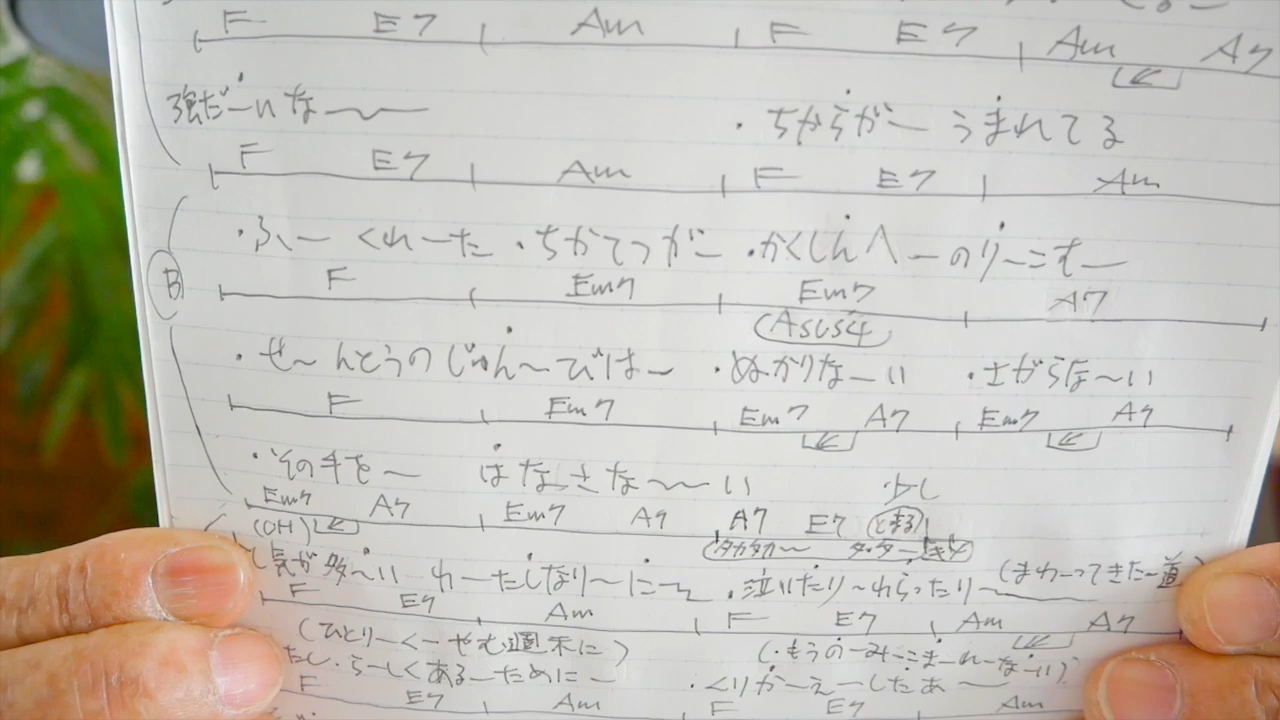 F E7 Am F E7 Am A7
強だーいなー ・ちからがー うまれてる
F E7 Am F E7 Am
B
・ふーくれーた ・ちかてつがー ・かくしんへーのりーこむー
F Em7 Em7 A7
(Asus4)
・せ〜んとうのじゅん〜びはー ・ぬかりなーい ・さがらな〜い
F Em7 Em7 A7 Em7 A7
・その手を〜 はなさな〜い 少し
Em7 A7 Em7 A7 A7 E7 とまる
(OH) タカタカ〜
気が多〜い わーたしなり〜に〜 ・泣いたり〜わらったり〜 (まわーってきたー道)
F E7 Am F E7 Am A7
(ひとりーくーやむ週末に) (・もうのーみーこまーれーなーい)
たし・らーしくあるーためにー ・くりかーえーしたあー
F E7 Am F E7 Am